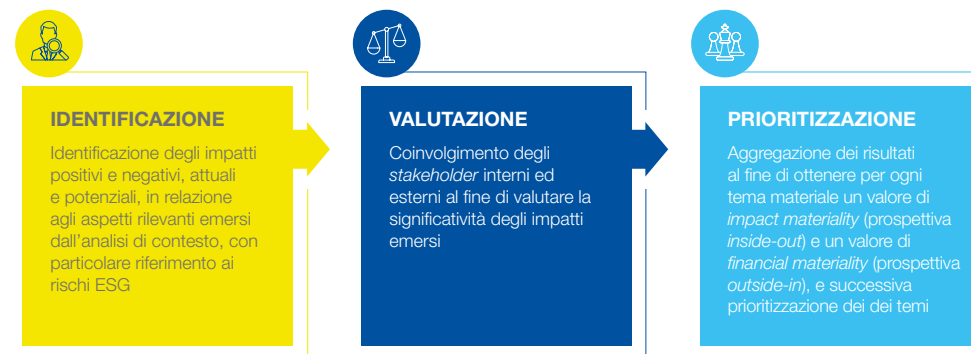 IDENTIFICAZIONE
Identificazione degli impatti
positivi e negativi, attuali
e potenziali, in relazione
agli aspetti rilevanti emersi
dall'analisi di contesto, con
particolare riferimento ai
rischi ESG
VALUTAZIONE
Coinvolgimento degli
stakeholder interni ed
esterni al fine di valutare la
significatività degli impatti
emersi
PRIORITIZZAZIONE
Aggregazione dei risultati
al fine di ottenere per ogni
tema materiale un valore di
impact materiality (prospettiva
inside-out) e un valore di
financial materiality (prospettiva
outside-in), e successiva
prioritizzazione dei dei temi